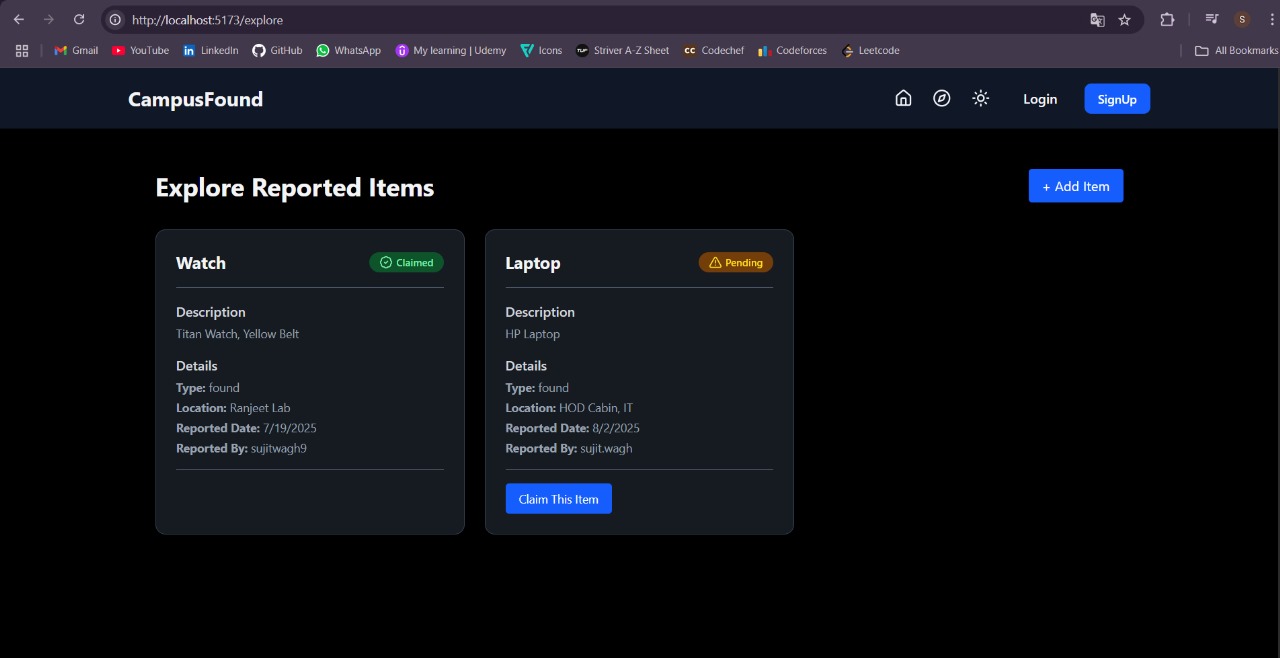 http://localhost:5173/explore
S
Gmail YouTube LinkedIn GitHub WhatsApp My learning | Udemy Icons TUF Striver A-Z Sheet CC Codechef Codeforces Leetcode All Bookmarks
CampusFound Login SignUp
Explore Reported Items + Add Item
Watch Claimed
Description
Titan Watch, Yellow Belt
Details
Type: found
Location: Ranjeet Lab
Reported Date: 7/19/2025
Reported By: sujitwagh9
Laptop Pending
Description
HP Laptop
Details
Type: found
Location: HOD Cabin, IT
Reported Date: 8/2/2025
Reported By: sujit.wagh
Claim This Item